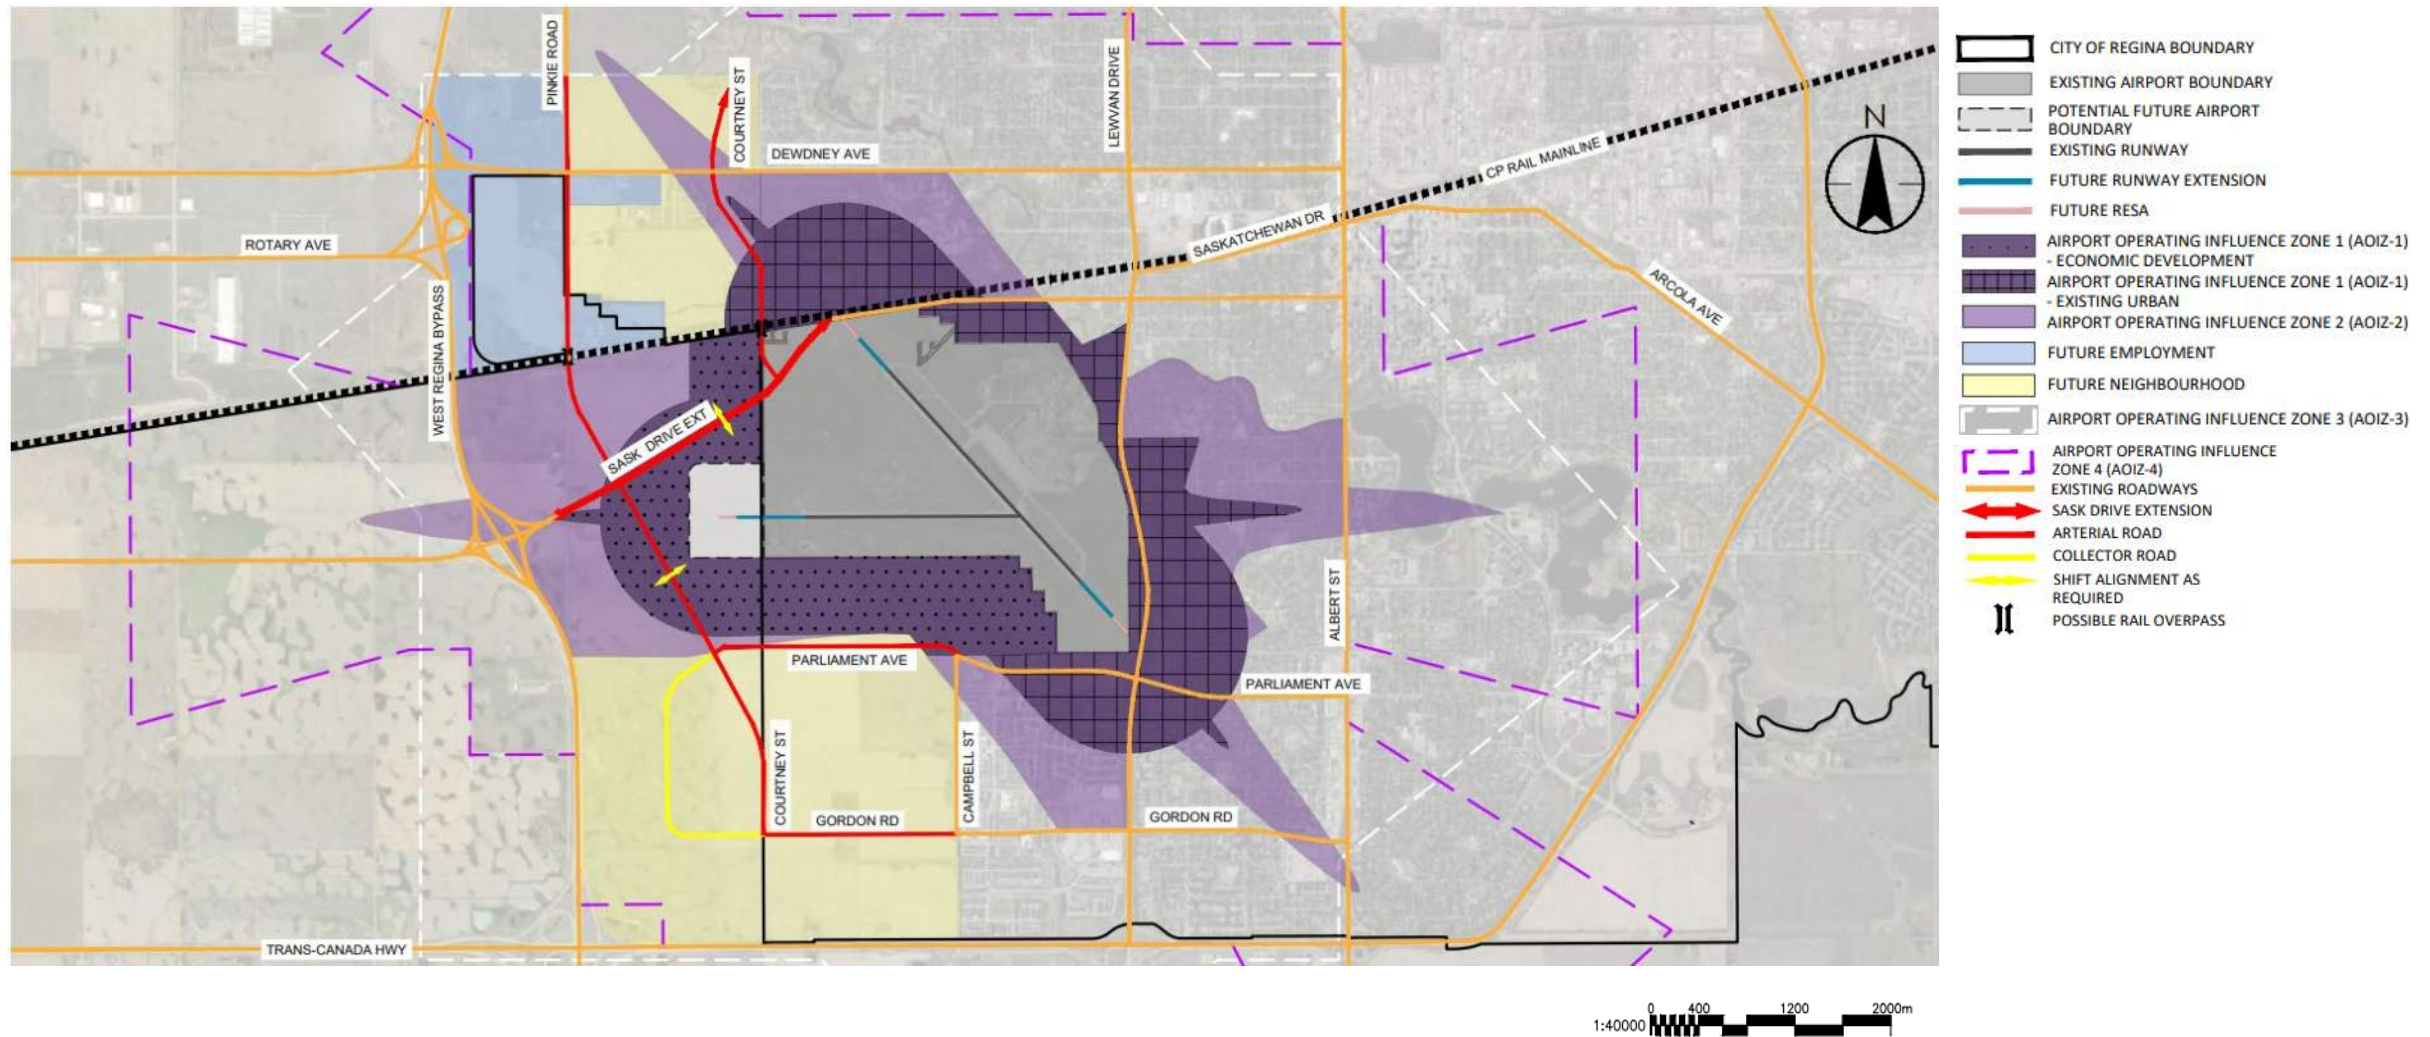 PINKIE ROAD
COURTNEY ST
LEWVAN DRIVE
DEWDNEY AVE
CP RAIL MAINLINE
ROTARY AVE
SASKATCHEWAN DR
ARCOLA AVE
WEST REGINA BYPASS
SASK DRIVE EXT
ALBERT ST
PARLIAMENT AVE
PARLIAMENT AVE
COURTNEY ST
CAMPBELL ST
GORDON RD
GORDON RD
TRANS-CANADA HWY
N
CITY OF REGINA BOUNDARY
EXISTING AIRPORT BOUNDARY
POTENTIAL FUTURE AIRPORT
BOUNDARY
EXISTING RUNWAY
FUTURE RUNWAY EXTENSION
FUTURE RESA
AIRPORT OPERATING INFLUENCE ZONE 1 (AOIZ-1)
- ECONOMIC DEVELOPMENT
AIRPORT OPERATING INFLUENCE ZONE 1 (AOIZ-1)
- EXISTING URBAN
AIRPORT OPERATING INFLUENCE ZONE 2 (AOIZ-2)
FUTURE EMPLOYMENT
FUTURE NEIGHBOURHOOD
AIRPORT OPERATING INFLUENCE ZONE 3 (AOIZ-3)
AIRPORT OPERATING INFLUENCE
ZONE 4 (AOIZ-4)
EXISTING ROADWAYS
SASK DRIVE EXTENSION
ARTERIAL ROAD
COLLECTOR ROAD
SHIFT ALIGNMENT AS
REQUIRED
POSSIBLE RAIL OVERPASS
0 400 1200 2000m
1:40000